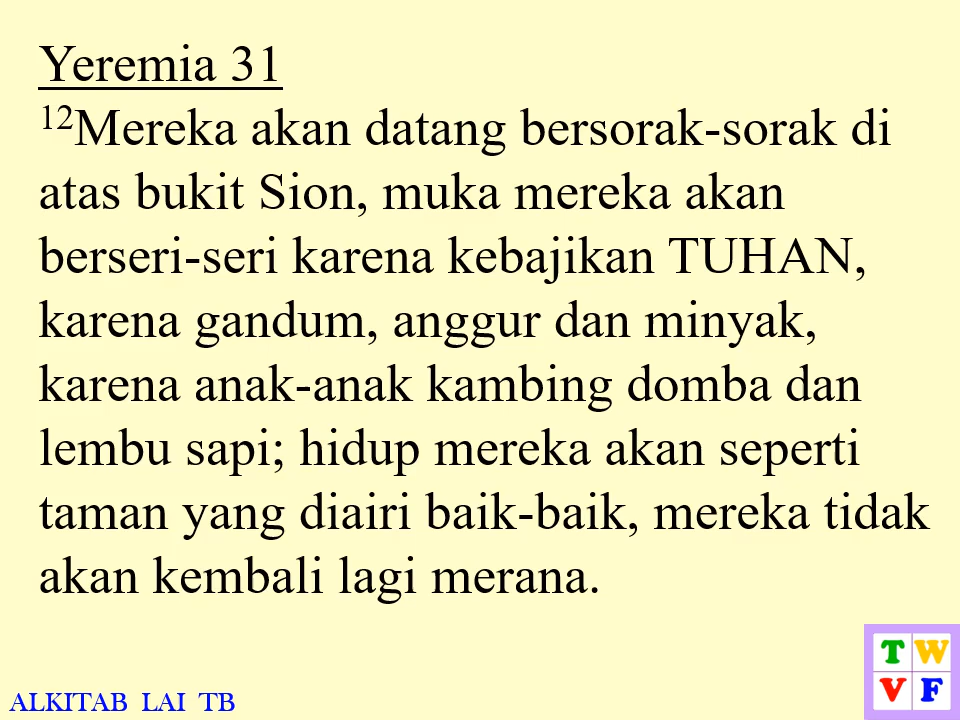 Yeremia 31
12Mereka akan datang bersorak-sorak di
atas bukit Sion, muka mereka akan
berseri-seri karena kebajikan TUHAN,
karena gandum, anggur dan minyak,
karena anak-anak kambing domba dan
lembu sapi; hidup mereka akan seperti
taman yang diairi baik-baik, mereka tidak
akan kembali lagi merana.
T W
V F
ALKITAB LAI TB